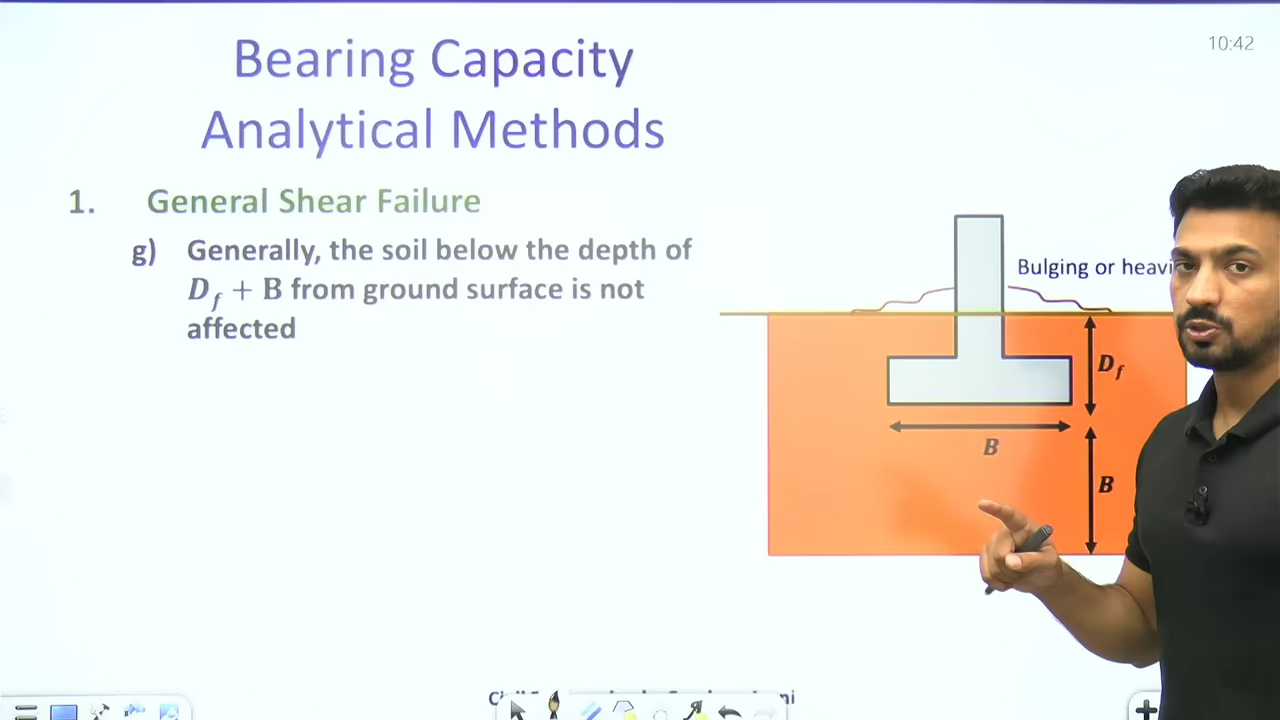 Bearing Capacity
Analytical Methods
10:42
1. General Shear Failure
g) Generally, the soil below the depth of
D_f + B from ground surface is not
affected
Bulging or
D_f
B
B